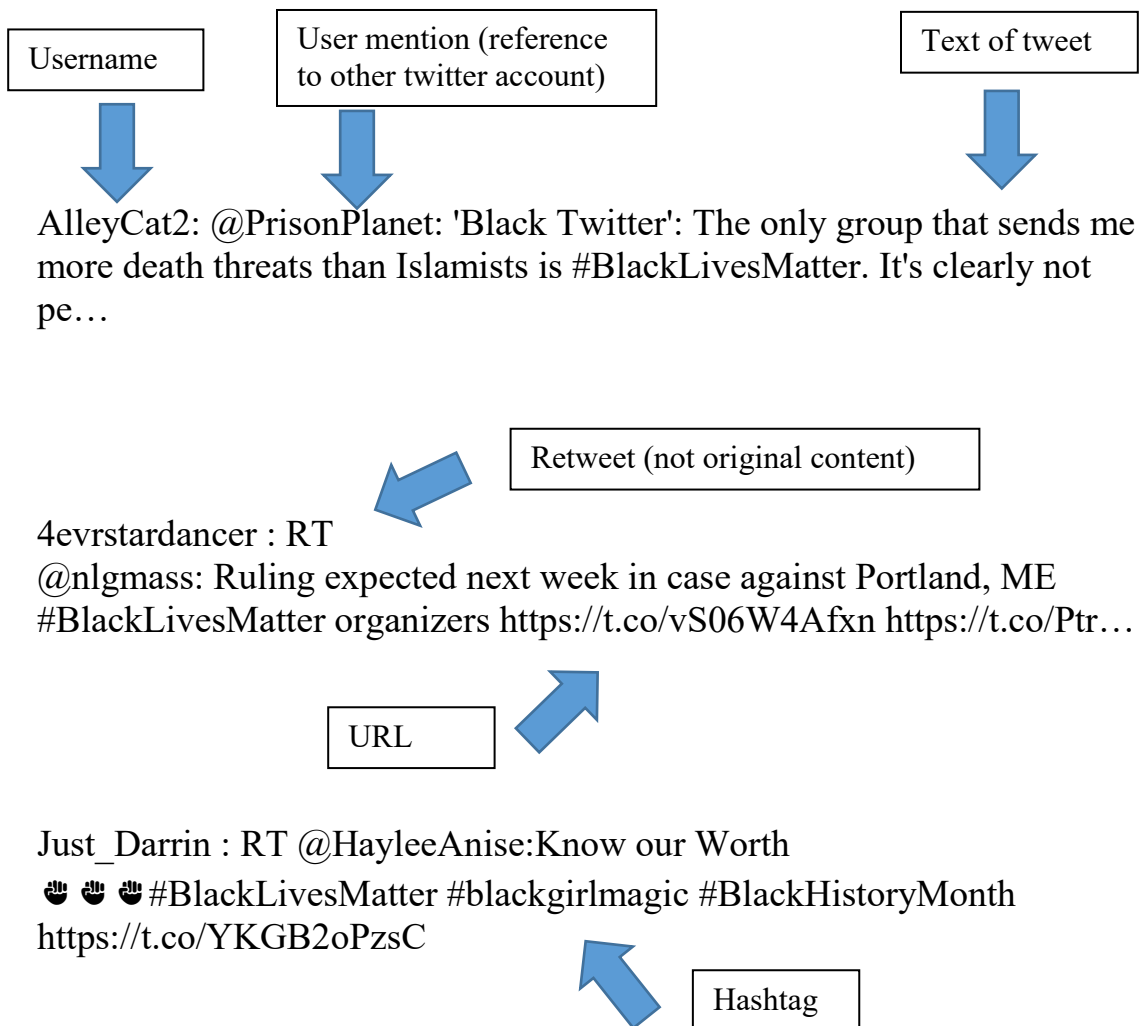 Username
User mention (reference
to other twitter account)
Text of tweet
AlleyCat2: @PrisonPlanet: 'Black Twitter': The only group that sends me
more death threats than Islamists is #BlackLivesMatter. It's clearly not
pe…
Retweet (not original content)
4evrstardancer : RT
@nlgmass: Ruling expected next week in case against Portland, ME
#BlackLivesMatter organizers https://t.co/vS06W4Afxn https://t.co/Ptr…
URL
Just_Darrin : RT @HayleeAnise:Know our Worth
✊ ✊ ✊#BlackLivesMatter #blackgirlmagic #BlackHistoryMonth
https://t.co/YKGB2oPzsC
Hashtag